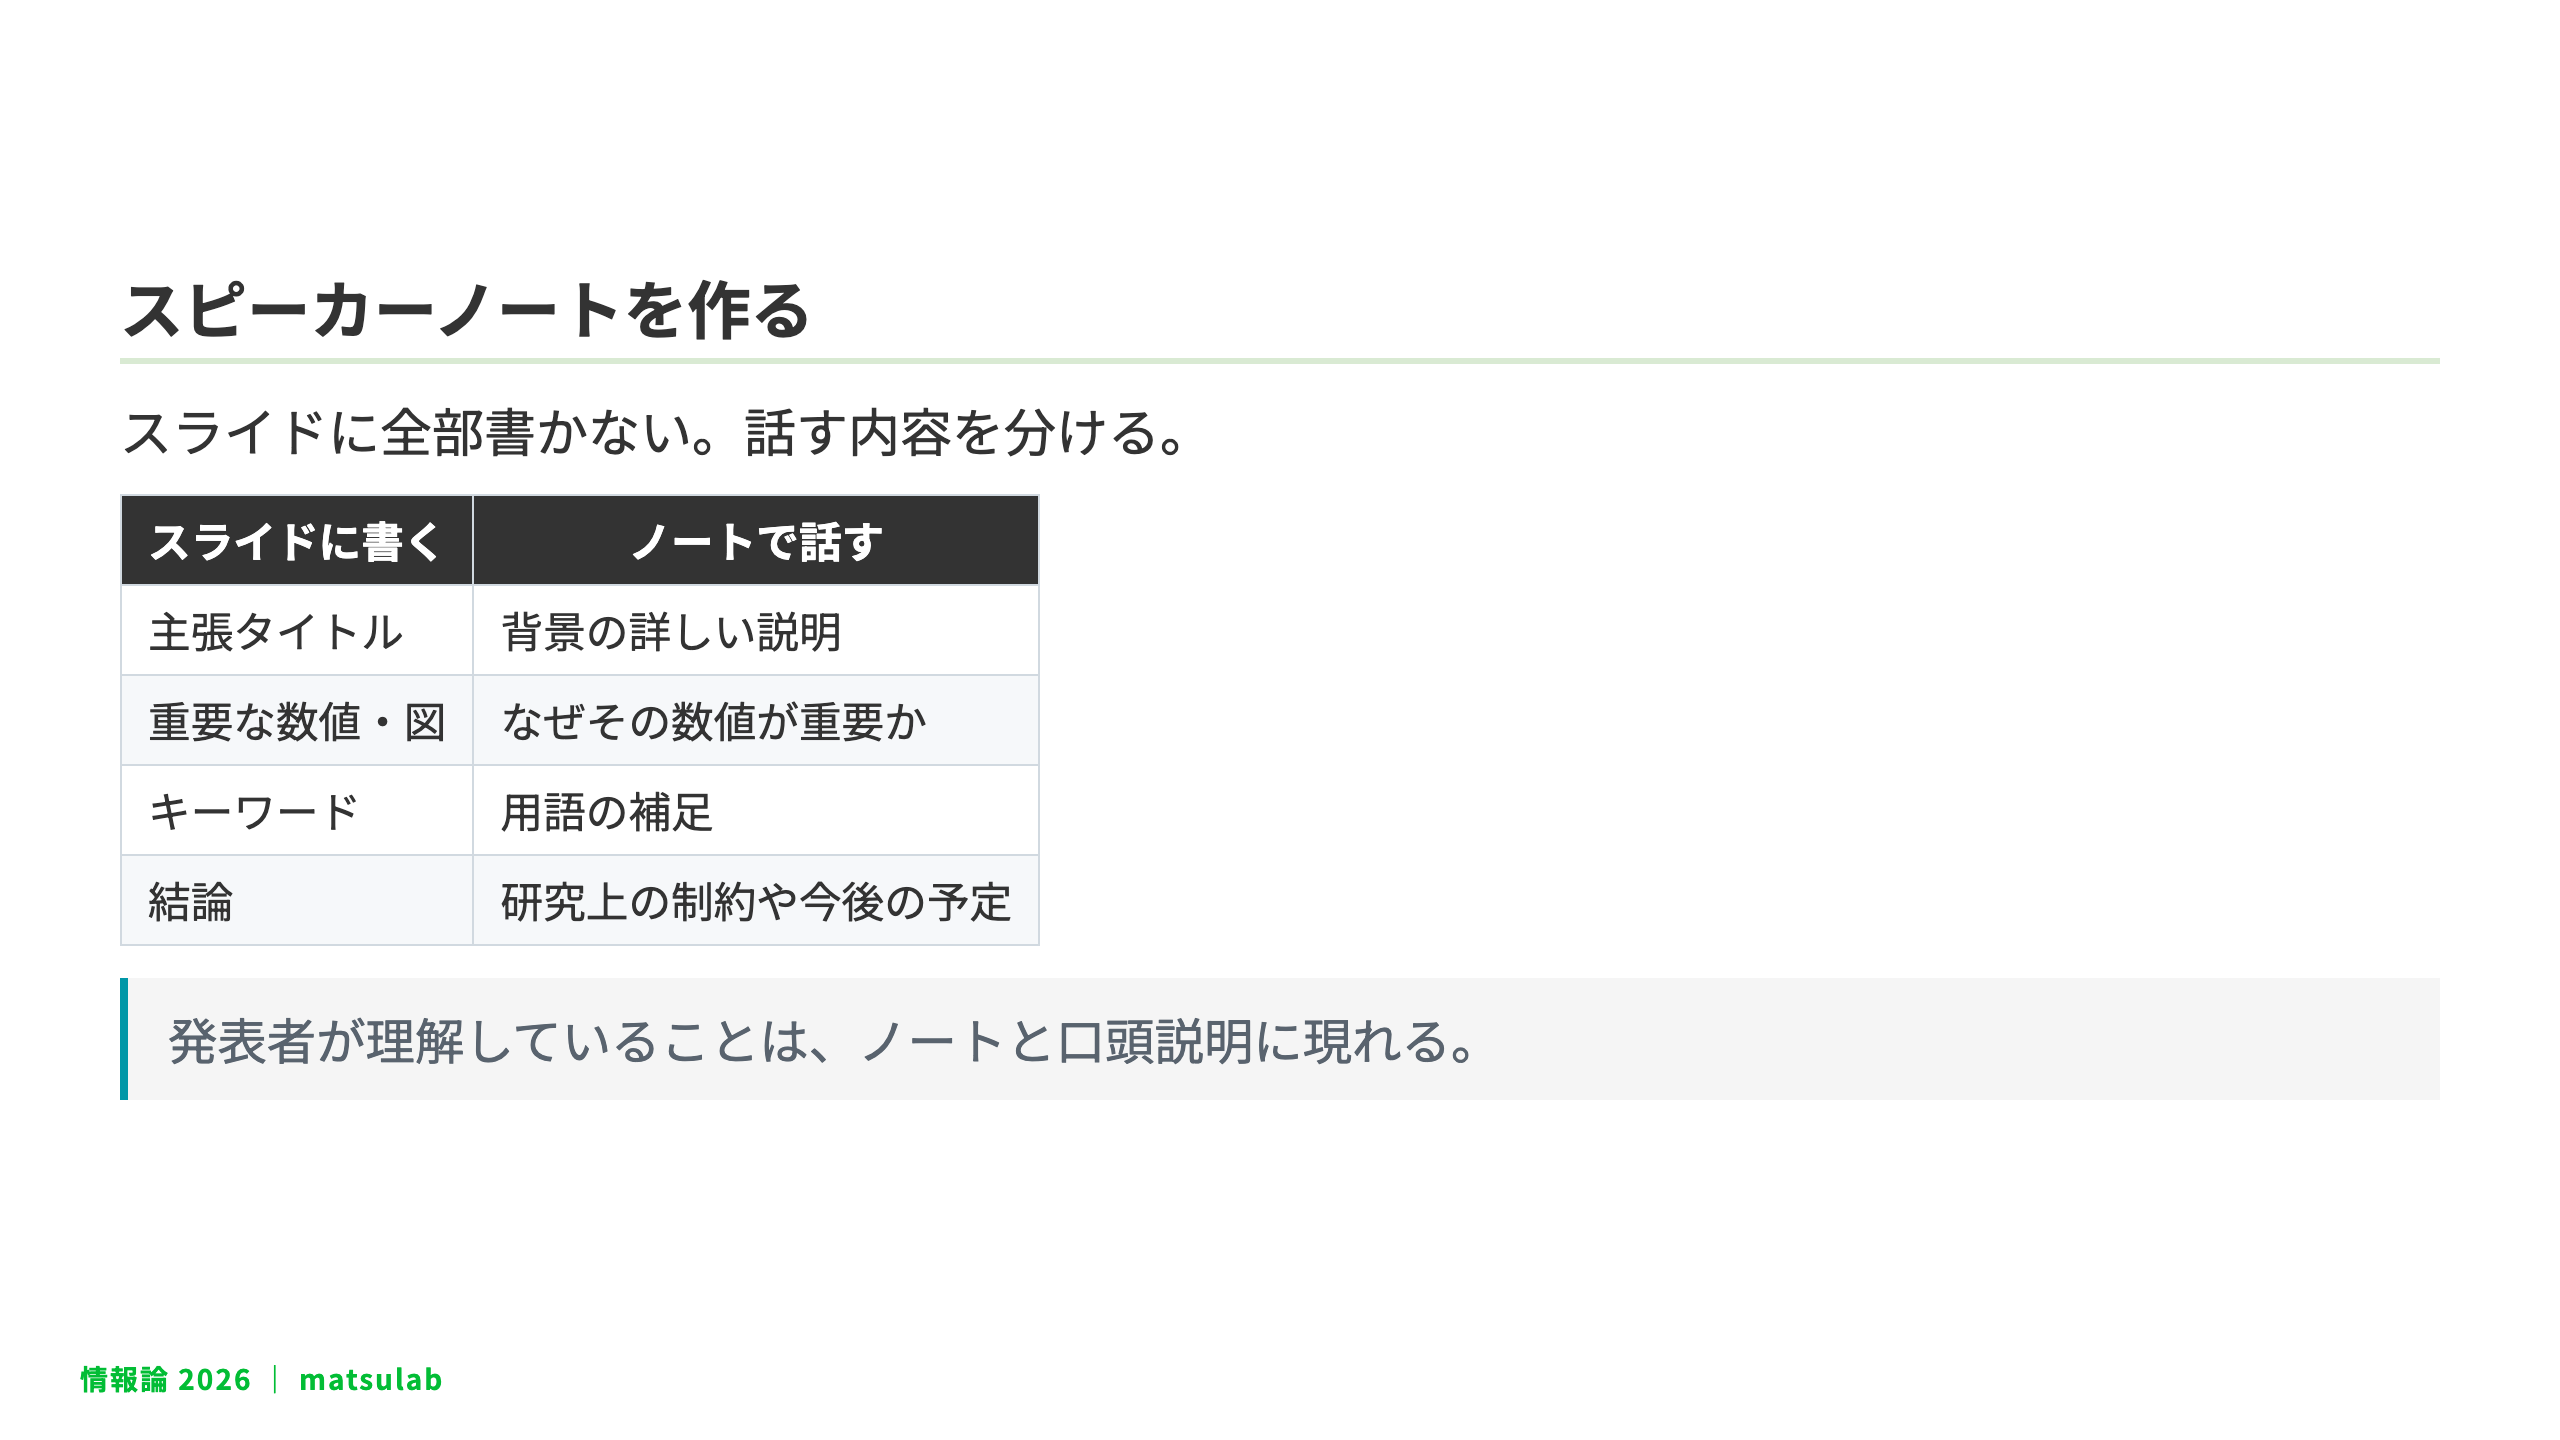 スピーカーノートを作る
スライドに全部書かない。話す内容を分ける。
スライドに書く ノートで話す
主張タイトル 背景の詳しい説明
重要な数値・図 なぜその数値が重要か
キーワード 用語の補足
結論 研究上の制約や今後の予定
発表者が理解していることは、ノートと口頭説明に現れる。
情報論 2026 ｜ matsulab